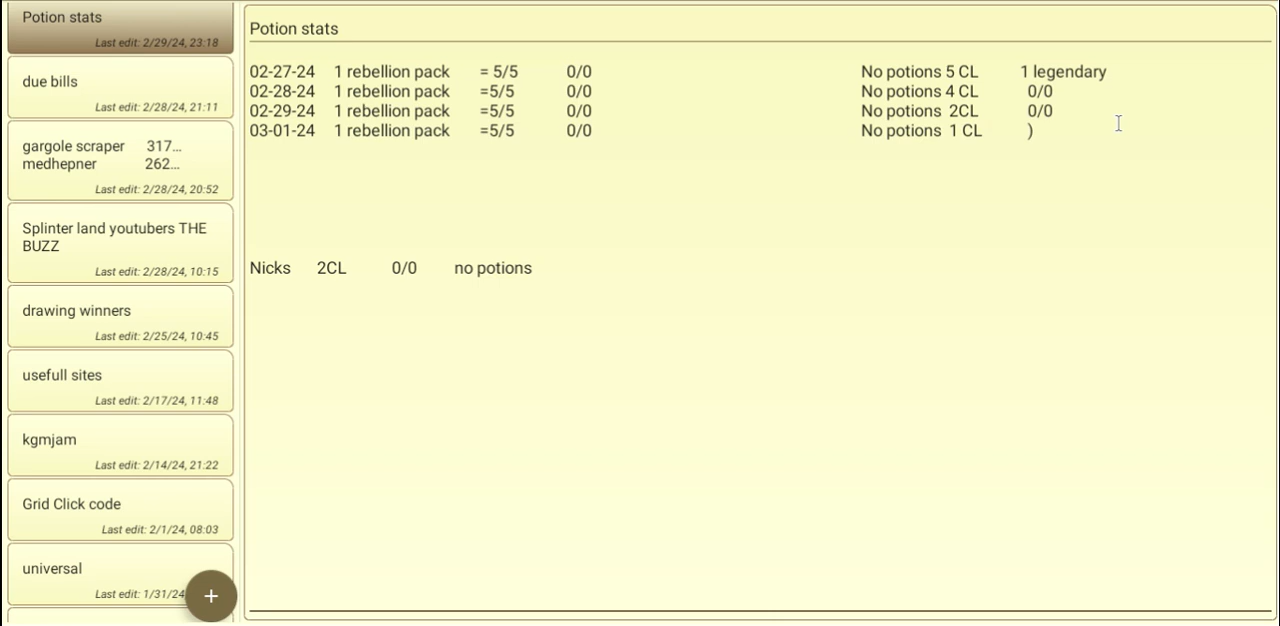 Potion stats
Last edit: 2/29/24, 23:18
due bills
Last edit: 2/28/24, 21:11
gargole scraper 317...
medhepner 262...
Last edit: 2/28/24, 20:52
Splinter land youtubers THE
BUZZ
Last edit: 2/28/24, 10:15
drawing winners
Last edit: 2/25/24, 10:45
usefull sites
Last edit: 2/17/24, 11:48
kgmjam
Last edit: 2/14/24, 21:22
Grid Click code
Last edit: 2/1/24, 08:03
universal
Last edit: 1/31/24
+
Potion stats
02-27-24 1 rebellion pack = 5/5 0/0 No potions 5 CL 1 legendary
02-28-24 1 rebellion pack =5/5 0/0 No potions 4 CL 0/0
02-29-24 1 rebellion pack =5/5 0/0 No potions 2CL 0/0
03-01-24 1 rebellion pack =5/5 0/0 No potions 1 CL )
Nicks 2CL 0/0 no potions